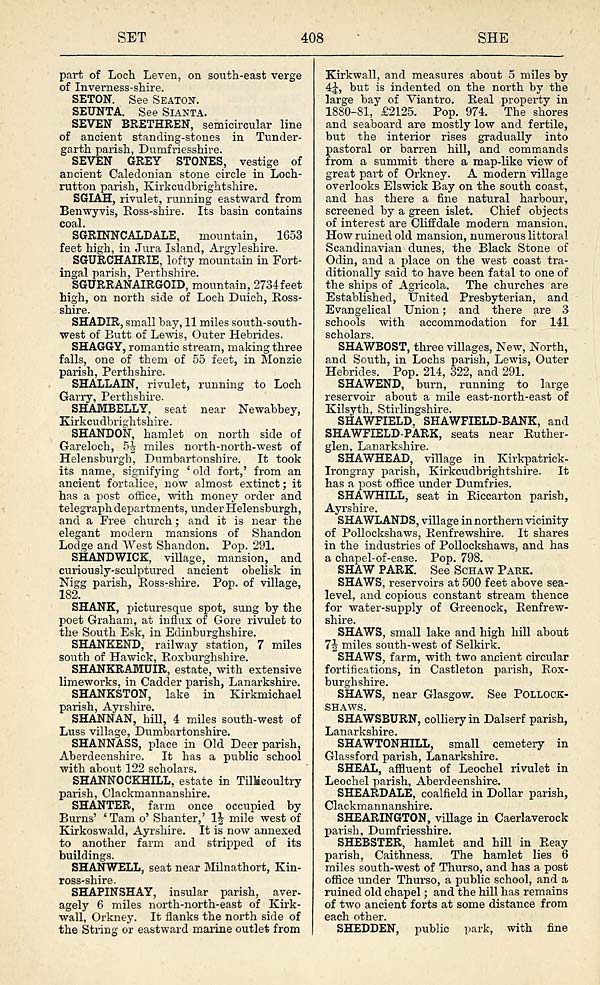 SET 408 SHE
part of Loch Leven, on south-east verge
of Inverness-shire.
SETON. See SEATON.
SEUNTA. See SIANTA.
SEVEN BRETHREN, semicircular line
of ancient standing-stones in Tunder-
garth parish, Dumfriesshire.
SEVEN GREY STONES, vestige of
ancient Caledonian stone circle in Loch-
rutton parish, Kirkcudbrightshire.
SGIAH, rivulet, running eastward from
Benwyvis, Ross-shire. Its basin contains
coal.
SGRINNCALDALE, mountain, 1653
feet high, in Jura Island, Argyleshire.
SGURCHAIRIE, lofty mountain in Fort-
ingal parish, Perthshire.
SGURRANAIRGOID, mountain, 2734 feet
high, on north side of Loch Duich, Ross-
shire.
SHADIR, small bay, 11 miles south-south-
west of Butt of Lewis, Outer Hebrides.
SHAGGY, romantic stream, making three
falls, one of them of 55 feet, in Monzie
parish, Perthshire.
SHALLAIN, rivulet, running to Loch
Garry, Perthshire.
SHAMBELLY, seat near Newabbey,
Kirkcudbrightshire.
SHANDON, hamlet on north side of
Gareloch, 5½ miles north-north-west of
Helensburgh, Dumbartonshire. It took
its name, signifying ‘old fort,’ from an
ancient fortalice, now almost extinct; it
has a post office, with money order and
telegraph departments, under Helensburgh,
and a Free church; and it is near the
elegant modern mansions of Shandon
Lodge and West Shandon. Pop. 291.
SHANDWICK, village, mansion, and
curiously-sculptured ancient obelisk in
Nigg parish, Ross-shire. Pop. of village,
182.
SHANK, picturesque spot, sung by the
poet Graham, at influx of Gore rivulet to
the South Esk, in Edinburghshire.
SHANKEND, railway station, 7 miles
south of Hawick, Roxburghshire.
SHANKRAMUIR, estate, with extensive
limeworks, in Cadder parish, Lanarkshire.
SHANKSTON, lake in Kirkmichael
parish, Ayrshire.
SHANNAN, hill, 4 miles south-west of
Luss village, Dumbartonshire.
SHANNASS, place in Old Deer parish,
Aberdeenshire. It has a public school
with about 122 scholars.
SHANNOCKHILL, estate in Tillicoultry
parish, Clackmannanshire.
SHANTER, farm once occupied by
Burns’ ‘Tam o’ Shanter,’ 1½ mile west of
Kirkoswald, Ayrshire. It is now annexed
to another farm and stripped of its
buildings.
SHANWELL, seat near Milnathort, Kin-
ross-shire.
SHAPINSHAY, insular parish, aver-
agely 6 miles north-north-east of Kirk-
wall, Orkney. It flanks the north side of
the String or eastward marine outlet from
Kirkwall, and measures about 5 miles by
4¼, but is indented on the north by the
large bay of Viantro. Real property in
1880-81, £2125. Pop. 974. The shores
and seaboard are mostly low and fertile,
but the interior rises gradually into
pastoral or barren hill, and commands
from a summit there a map-like view of
great part of Orkney. A modern village
overlooks Elswick Bay on the south coast,
and has there a fine natural harbour,
screened by a green islet. Chief objects
of interest are Cliffdale modern mansion,
How ruined old mansion, numerous littoral
Scandinavian dunes, the Black Stone of
Odin, and a place on the west coast tra-
ditionally said to have been fatal to one of
the ships of Agricola. The churches are
Established, United Presbyterian, and
Evangelical Union; and there are 3
schools with accommodation for 141
scholars.
SHAWBOST, three villages, New, North,
and South, in Lochs parish, Lewis, Outer
Hebrides. Pop. 214, 322, and 291.
SHAWEND, burn, running to large
reservoir about a mile east-north-east of
Kilsyth, Stirlingshire.
SHAWFIELD, SHAWFIELD-BANK, and
SHAWFIELD-PARK, seats near Ruther-
glen, Lanarkshire.
SHAWHEAD, village in Kirkpatrick-
Irongray parish, Kirkcudbrightshire. It
has a post office under Dumfries.
SHAWHILL, seat in Riccarton parish,
Ayrshire.
SHAWLANDS, village in northern vicinity
of Pollockshaws, Renfrewshire. It shares
in the industries of Pollockshaws, and has
a chapel-of-ease. Pop. 798.
SHAW PARK. See SCHAW PARK.
SHAWS, reservoirs at 500 feet above sea-
level, and copious constant stream thence
for water-supply of Greenock, Renfrew-
shire.
SHAWS, small lake and high hill about
7½ miles south-west of Selkirk.
SHAWS, farm, with two ancient circular
fortifications, in Castleton parish, Rox-
burghshire.
SHAWS, near Glasgow. See POLLOCK-
SHAWS.
SHAWSBURN, colliery in Dalserf parish,
Lanarkshire.
SHAWTONHILL, small cemetery in
Glassford parish, Lanarkshire.
SHEAL, affluent of Leochel rivulet in
Leochel parish, Aberdeenshire.
SHEARDALE, coalfield in Dollar parish,
Clackmannanshire.
SHEARINGTON, village in Caerlaverock
parish, Dumfriesshire.
SHEBSTER, hamlet and hill in Reay
parish, Caithness. The hamlet lies 6
miles south-west of Thurso, and has a post
office under Thurso, a public school, and a
ruined old chapel; and the hill has remains
of two ancient forts at some distance from
each other.
SHEDDEN, public park, with fine